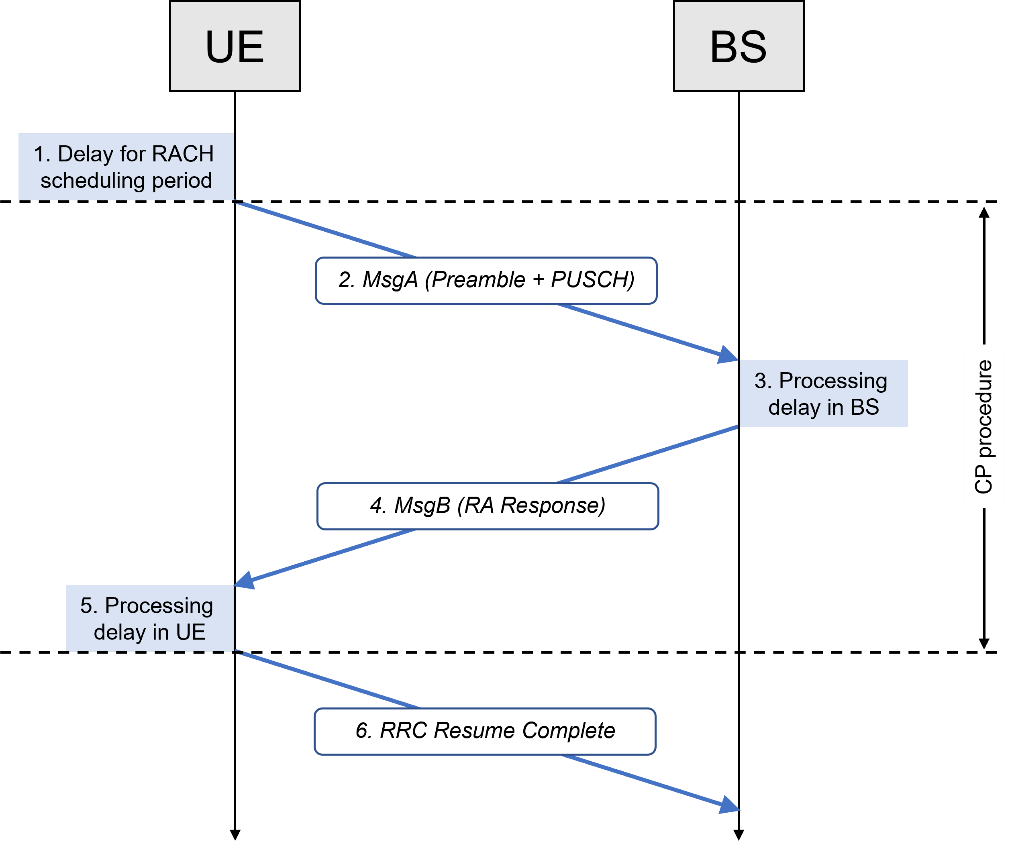 UE
BS
1. Delay for RACH
scheduling period
2. MsgA (Preamble + PUSCH)
3. Processing
delay in BS
CP procedure
4. MsgB (RA Response)
5. Processing
delay in UE
6. RRC Resume Complete